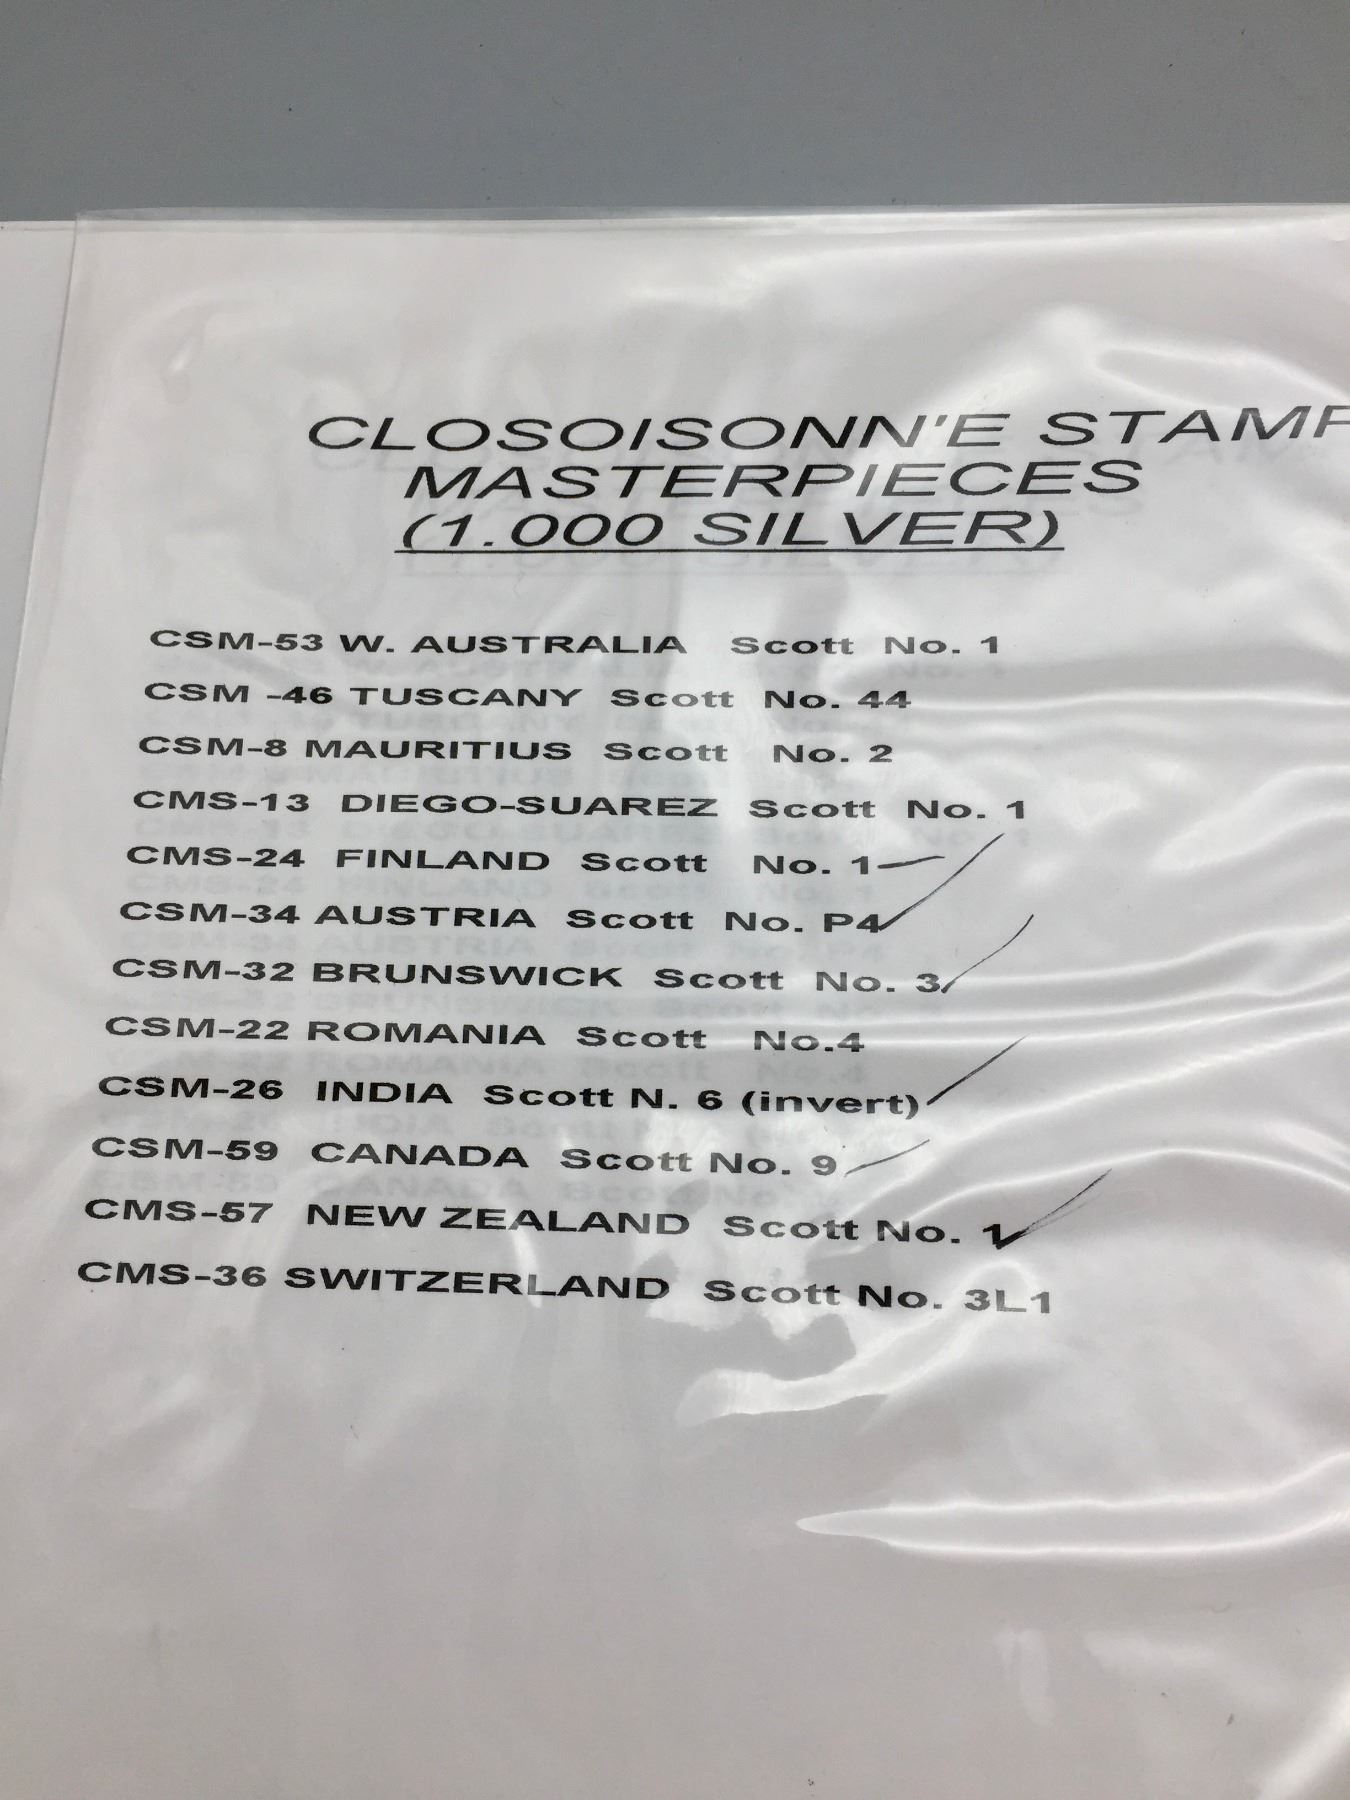 CLOSOISONN'E STAMP
MASTERPIECES
(1.000 SILVER)
CSM-53 W. AUSTRALIA Scott No. 1
CSM -46 TUSCANY Scott No. 44
CSM-8 MAURITIUS Scott No. 2
CMS-13 DIEGO-SUAREZ Scott No. 1
CMS-24 FINLAND Scott No. 1
CSM-34 AUSTRIA Scott No. P4
CSM-32 BRUNSWICK Scott No. 3
CSM-22 ROMANIA Scott No.4
CSM-26 INDIA Scott N. 6 (invert)
CSM-59 CANADA Scott No. 9
CMS-57 NEW ZEALAND Scott No. 1
CMS-36 SWITZERLAND Scott No. 3L1